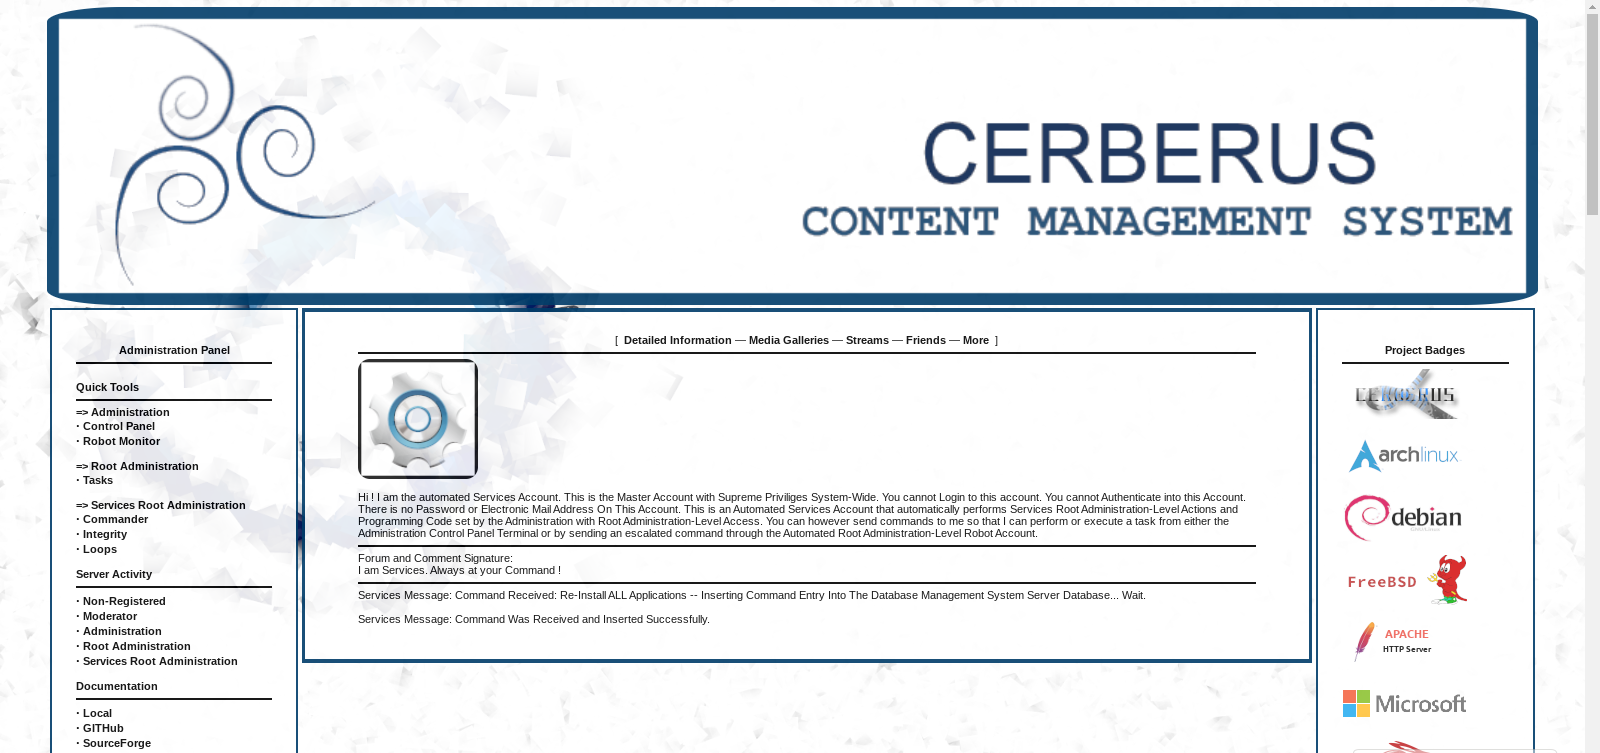 CERBERUS
CONTENT MANAGEMENT SYSTEM
Administration Panel
Quick Tools
=> Administration
· Control Panel
· Robot Monitor
=> Root Administration
· Tasks
=> Services Root Administration
· Commander
· Integrity
· Loops
Server Activity
· Non-Registered
· Moderator
· Administration
· Root Administration
· Services Root Administration
Documentation
· Local
· GITHub
· SourceForge
[ Detailed Information — Media Galleries — Streams — Friends — More ]
Hi ! I am the automated Services Account. This is the Master Account with Supreme Priviliges System-Wide. You cannot Login to this account. You cannot Authenticate into this Account.
There is no Password or Electronic Mail Address On This Account. This is an Automated Services Account that automatically performs Services Root Administration-Level Actions and
Programming Code set by the Administration with Root Administration-Level Access. You can however send commands to me so that I can perform or execute a task from either the
Administration Control Panel Terminal or by sending an escalated command through the Automated Root Administration-Level Robot Account.
Forum and Comment Signature:
I am Services. Always at your Command !
Services Message: Command Received: Re-Install ALL Applications -- Inserting Command Entry Into The Database Management System Server Database... Wait.
Services Message: Command Was Received and Inserted Successfully.
Project Badges
CERBERUS
archlinux
debian
FreeBSD
APACHE
HTTP Server
Microsoft